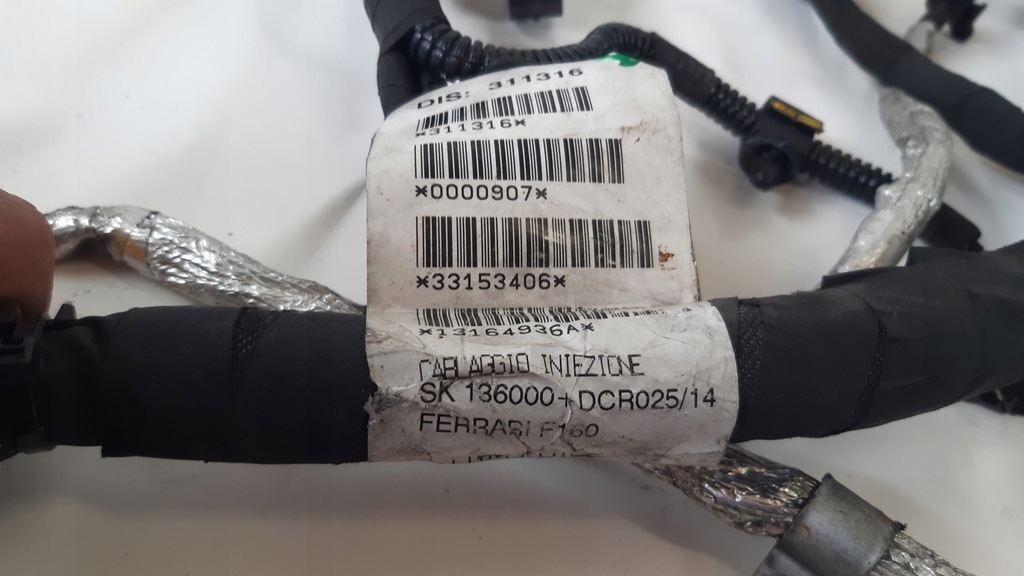 DIS: 311316
*311316*
*0000907*
*33153406*
*13164936A*
CABLAGGIO INIEZIONE
SK 136000+DCR025/14
FERRARI F160